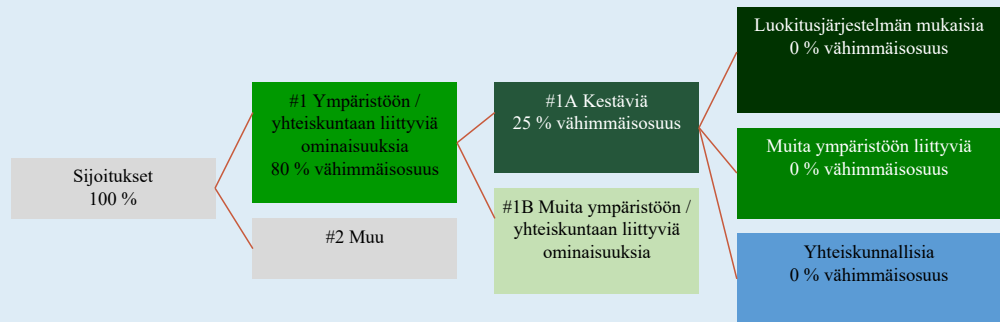 Sijoitukset
100 %
#1 Ympäristöön /
yhteiskuntaan liittyviä
ominaisuuksia
80 % vähimmäisosuus
#2 Muu
#1A Kestäviä
25 % vähimmäisosuus
#1B Muita ympäristöön /
yhteiskuntaan liittyviä
ominaisuuksia
Luokitusjärjestelmän mukaisia
0 % vähimmäisosuus
Muita ympäristöön liittyviä
0 % vähimmäisosuus
Yhteiskunnallisia
0 % vähimmäisosuus